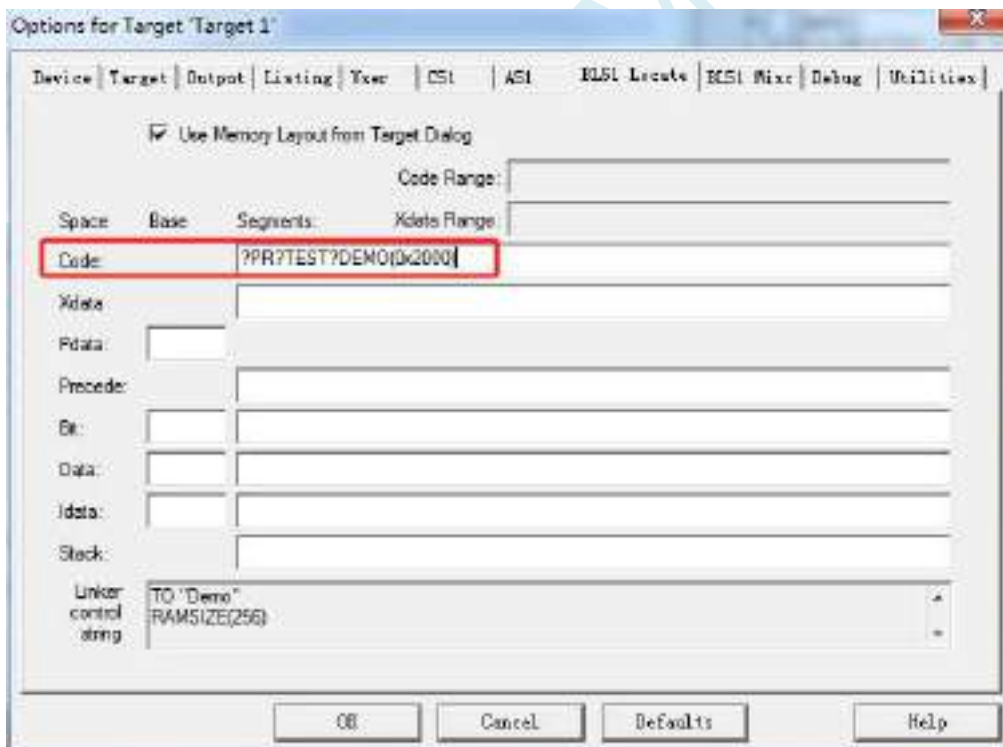 Options for Target 'Target 1'
Device Target Output Listing User C51 A51 BL51 Locate BL51 Misc Debug Utilities
Use Memory Layout from Target Dialog
Code Range:
Space Base Segments: Xdata Range
Code: ?PR?TEST?DEMO(0x2000)
Xdata
Pdata:
Precede:
Bit:
Data:
Idata:
Stack:
Linker control string
TO "Demo"
RAMSIZE(256)
OK Cancel Defaults Help